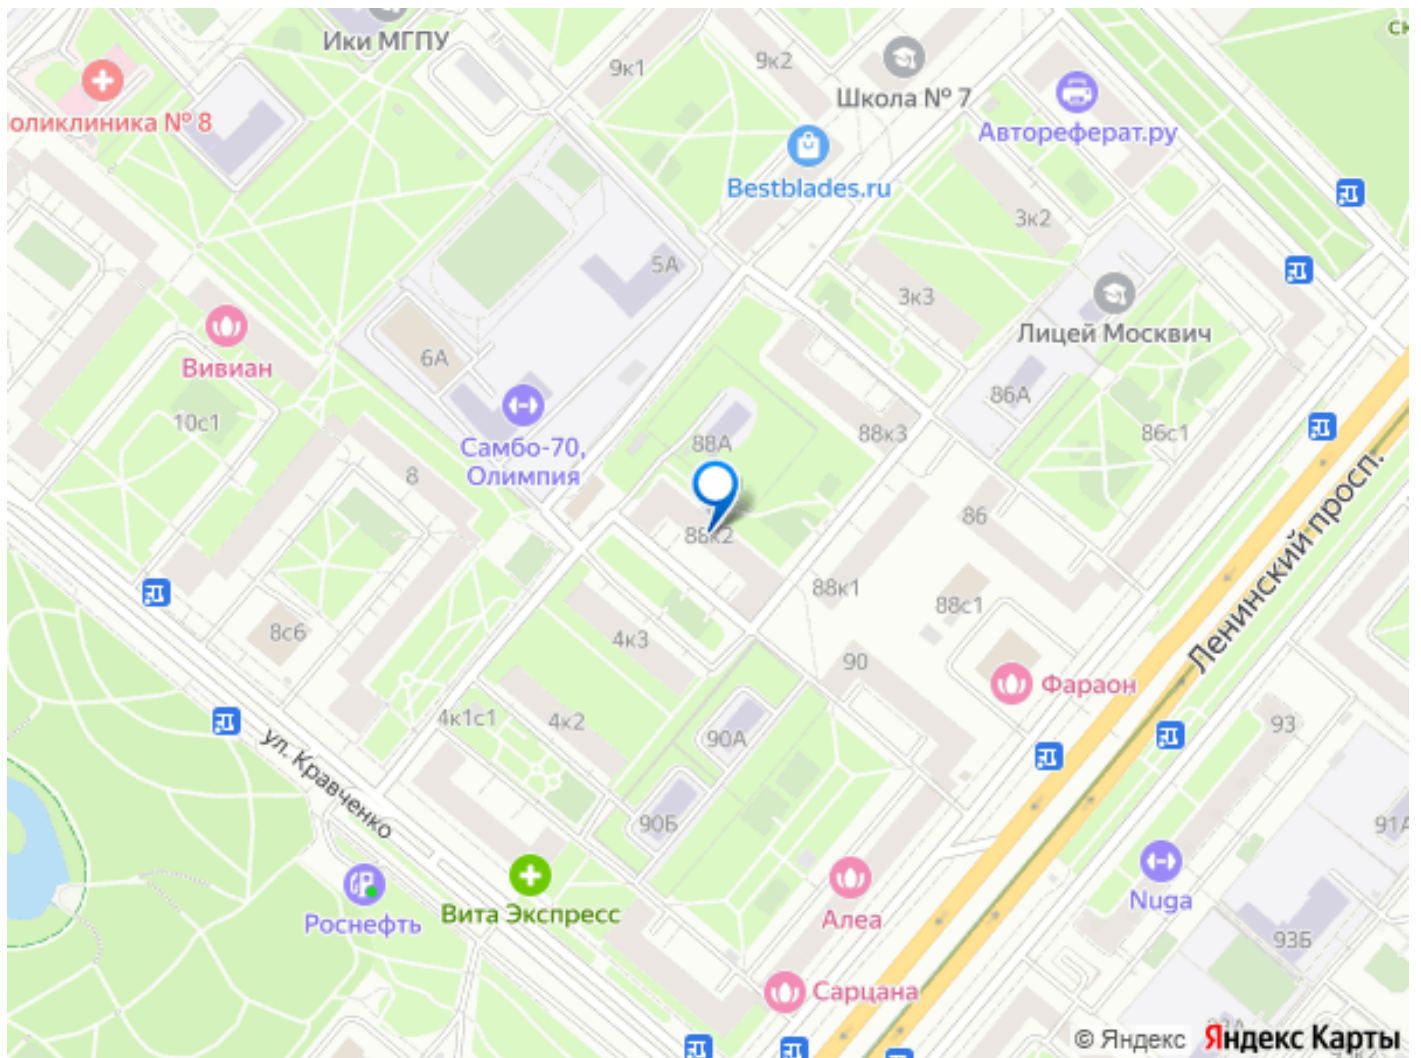 Ики МГПУ
9к1
9к2
Школа № 7
Автореферат.ру
оликлиника № 8
Bestblades.ru
3к2
5А
3к3
Лицей Москвич
Вивиан
6А
86А
10с1
88к3
86с1
88А
Самбо-70,
Олимпия
8
86
88к2
Ленинский просп.
88к1
88с1
8с6
4к3
90
Фараон
4к1с1
4к2
90А
93
ул. Кравченко
90Б
91А
Роснефть
Вита Экспресс
Алеа
Nuga
93Б
Сарцана
© Яндекс
Яндекс Карты